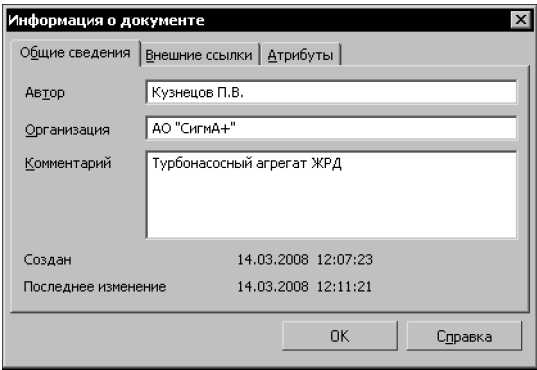 Информация о документе
Общие сведения Внешние ссылки Атрибуты
Автор Кузнецов П.В.
Организация АО "СигмА+"
Комментарий Турбонасосный агрегат ЖРД
Создан 14.03.2008 12:07:23
Последнее изменение 14.03.2008 12:11:21
OK Справка